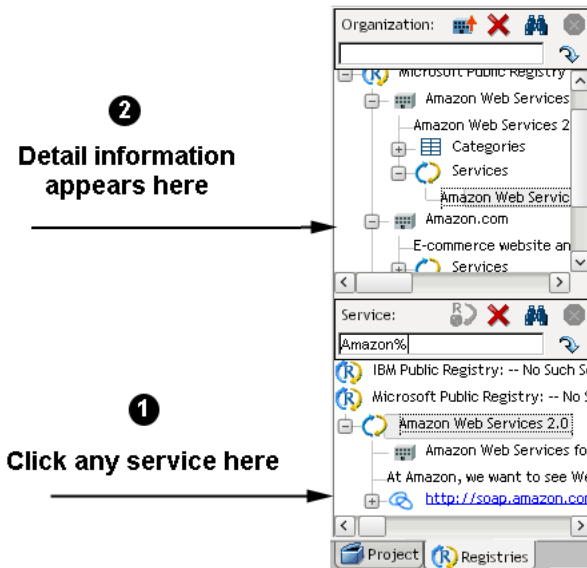 Organization:
Microsoft Public Registry
Amazon Web Services
Amazon Web Services 2
Categories
Services
Amazon Web Servic
Amazon.com
E-commerce website an
Services
2
Detail information
appears here
Service:
Amazon%
IBM Public Registry: -- No Such Se
Microsoft Public Registry: -- No S
Amazon Web Services 2.0
Amazon Web Services fo
At Amazon, we want to see We
http://soap.amazon.com
1
Click any service here
Project
Registries